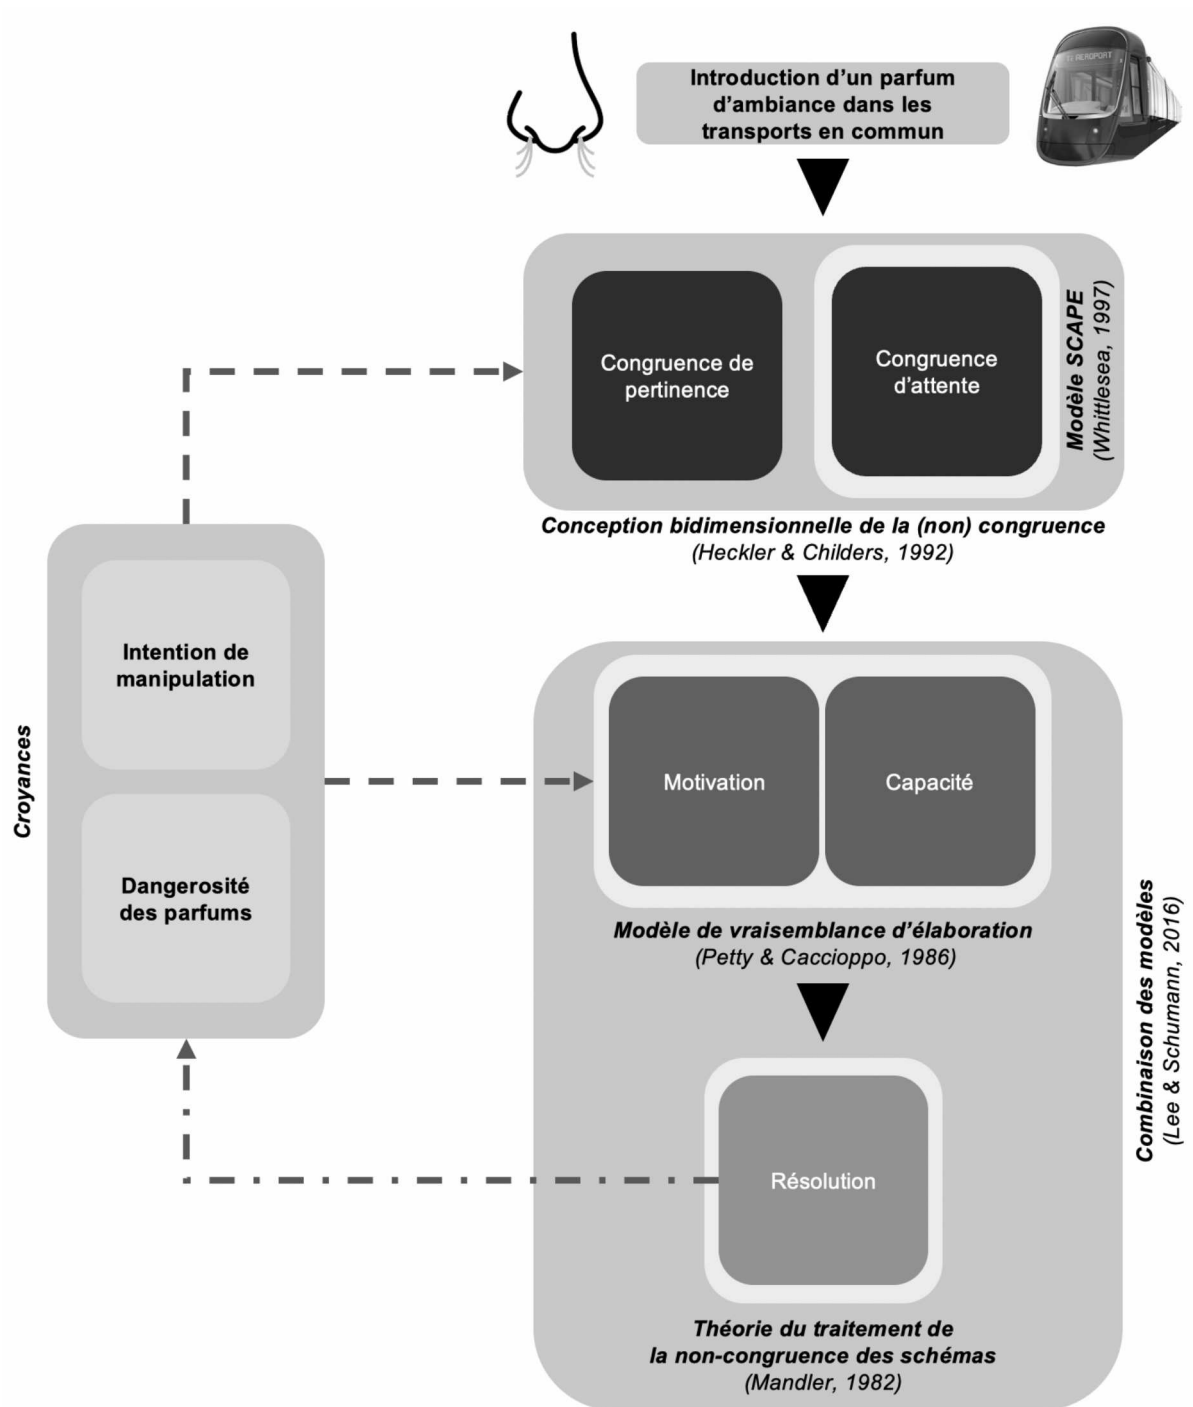 Introduction d'un parfum
d'ambiance dans les
transports en commun
T1 AEROPORT
Congruence de
pertinence
Congruence
d'attente
Modèle SCAPE
(Whittlesea, 1997)
Conception bidimensionnelle de la (non) congruence
(Heckler & Childers, 1992)
Croyances
Intention de
manipulation
Dangerosité
des parfums
Motivation
Capacité
Modèle de vraisemblance d'élaboration
(Petty & Caccioppo, 1986)
Résolution
Théorie du traitement de
la non-congruence des schémas
(Mandler, 1982)
Combinaison des modèles
(Lee & Schumann, 2016)